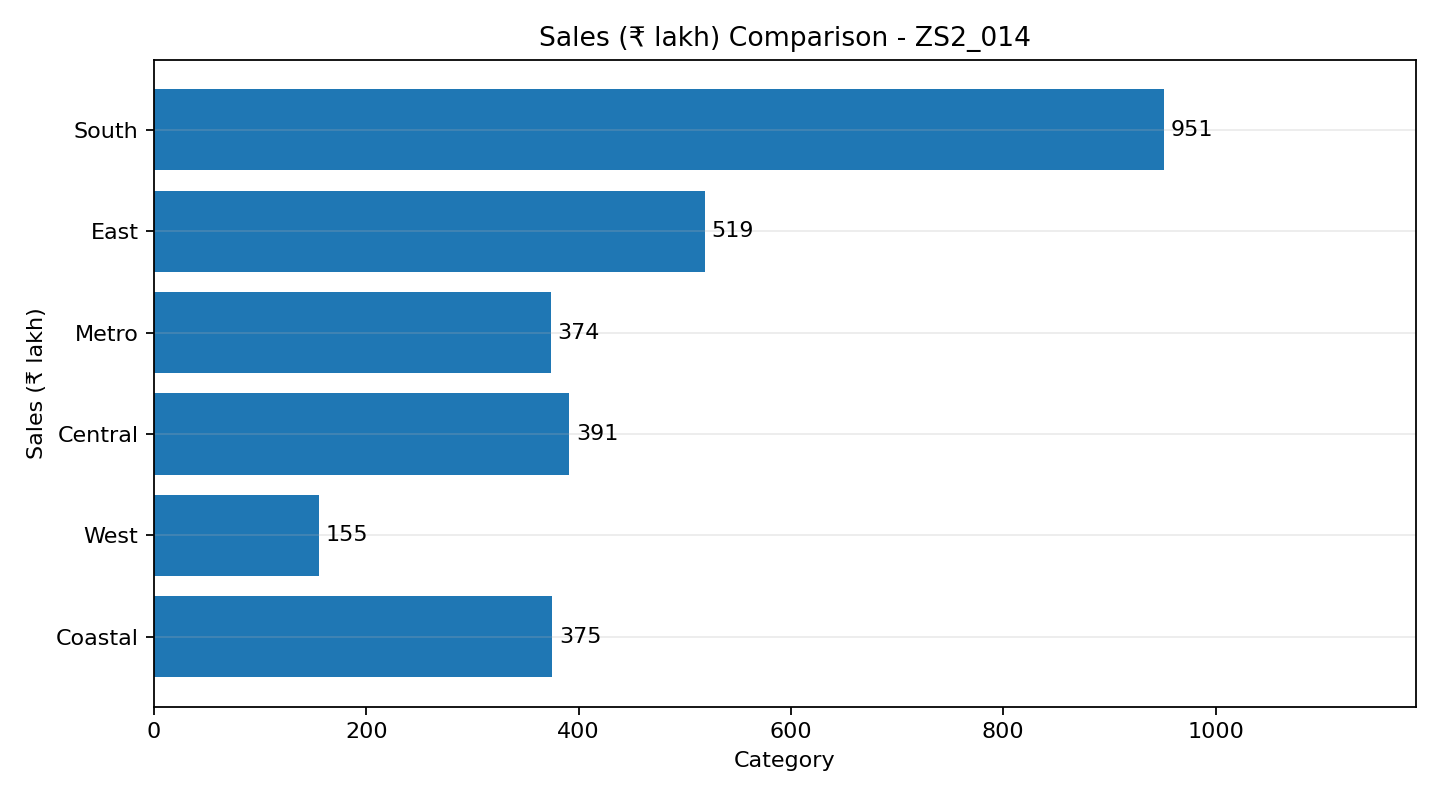 Sales (₹ lakh) Comparison - ZS2_014
South
951
East
519
Metro
374
Central
391
West
155
Coastal
375
Sales (₹ lakh)
0 200 400 600 800 1000
Category